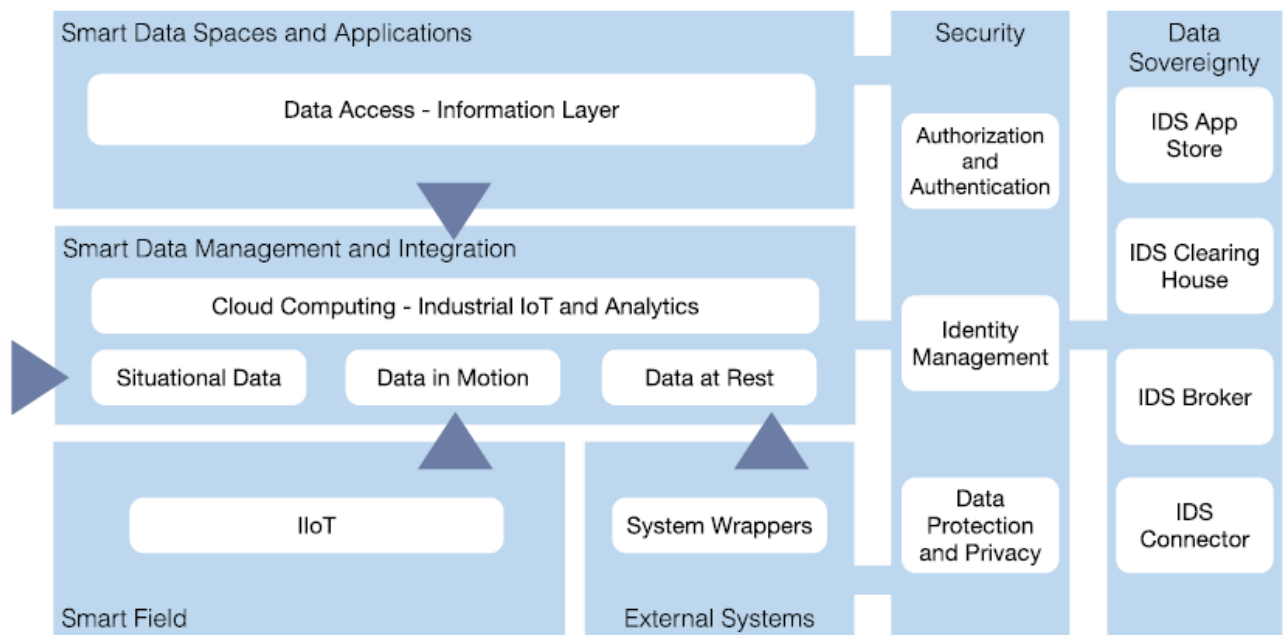 Smart Data Spaces and Applications
Data Access - Information Layer
Smart Data Management and Integration
Cloud Computing - Industrial IoT and Analytics
Situational Data
Data in Motion
Data at Rest
IIoT
Smart Field
System Wrappers
External Systems
Security
Authorization
and
Authentication
Identity
Management
Data
Protection
and Privacy
Data
Sovereignty
IDS App
Store
IDS Clearing
House
IDS Broker
IDS
Connector